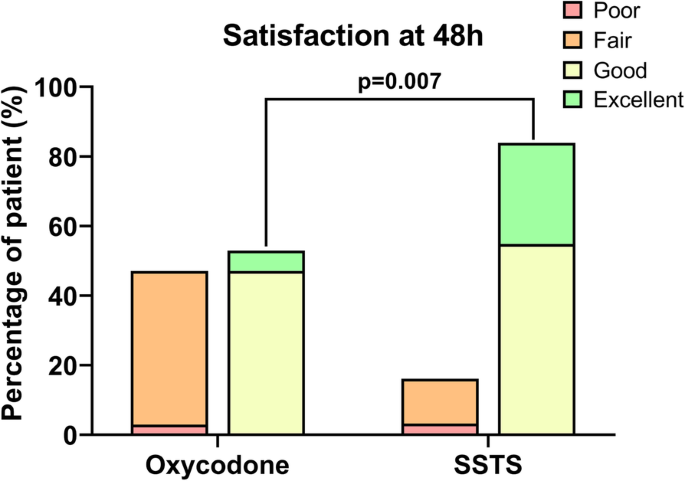 Poor
Fair
Good
Excellent
Satisfaction at 48h
p=0.007
Percentage of patient (%)
100
80
60
40
20
0
Oxycodone
SSTS